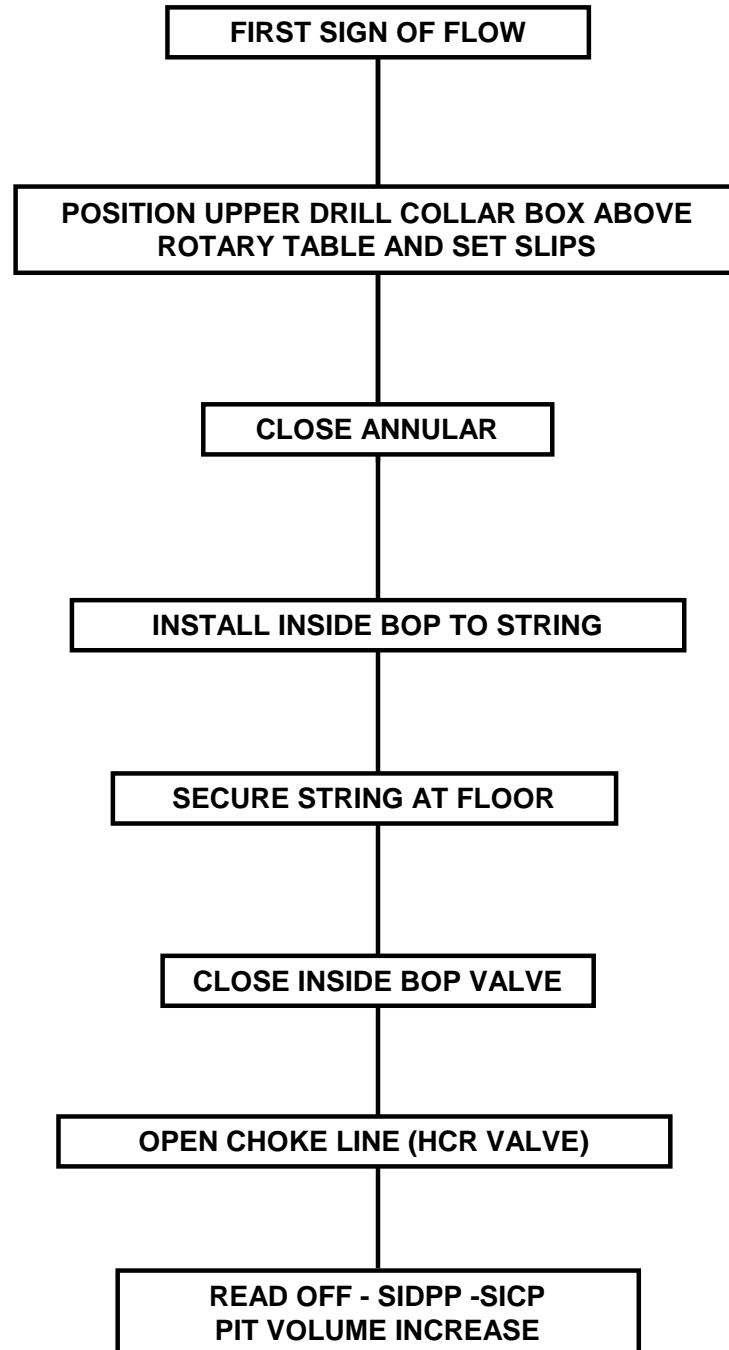 FIRST SIGN OF FLOW
POSITION UPPER DRILL COLLAR BOX ABOVE
ROTARY TABLE AND SET SLIPS
CLOSE ANNULAR
INSTALL INSIDE BOP TO STRING
SECURE STRING AT FLOOR
CLOSE INSIDE BOP VALVE
OPEN CHOKE LINE (HCR VALVE)
READ OFF - SIDPP -SICP
PIT VOLUME INCREASE